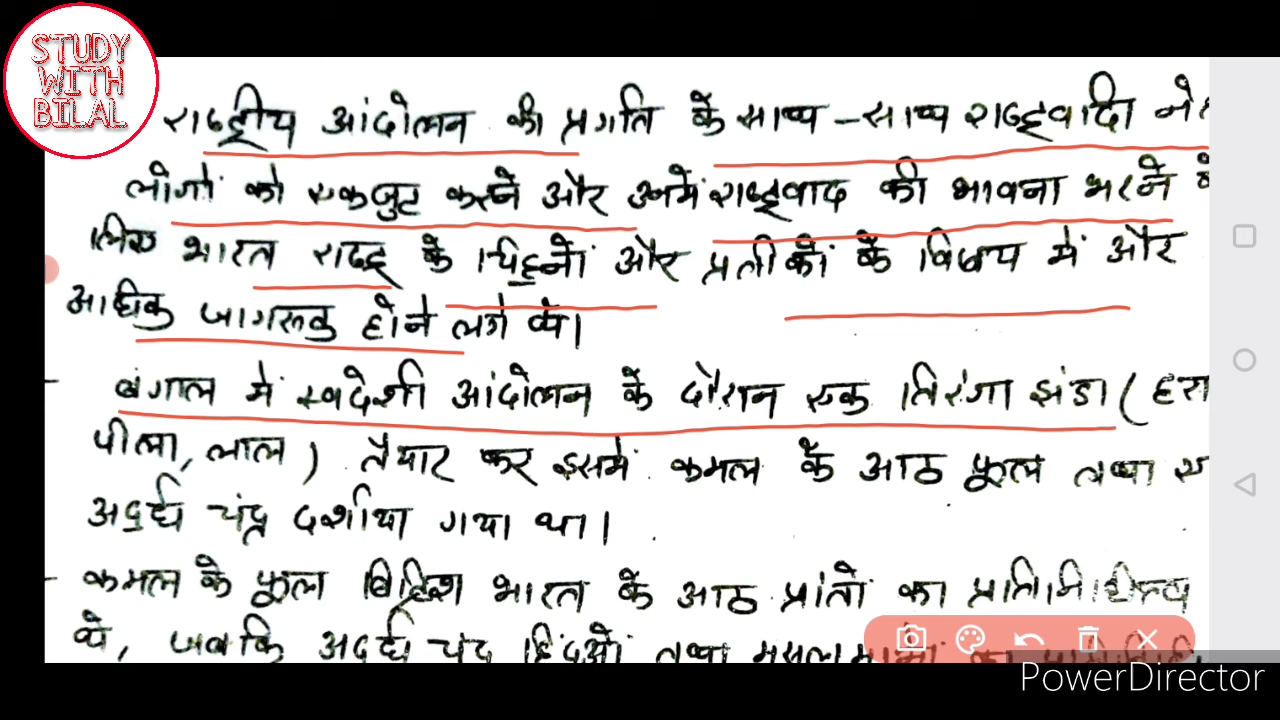 STUDY
WITH
BILAL
राष्ट्रीय आंदोलन की प्रगति के साथ-साथ राष्ट्रवादी
लोगों को एकजुट करने और उनमें राष्ट्रवाद की भावना भरने
लिए भारत राष्ट्र के चिह्नों और प्रतीकों के विषय में और
अधिक जागरूक होने लगे थे।
- बंगाल में स्वदेशी आंदोलन के दौरान एक तिरंगा झंडा (हरा
पीला, लाल) तैयार कर इसमें कमल के आठ फूल तथा
अर्द्ध चंद्र दर्शाया गया था।
- कमल के फूल ब्रिटिश भारत के आठ प्रांतों का प्रतिनिधित्व
थे, जबकि अर्द्ध चंद्र हिंदुओं तथा
PowerDirector